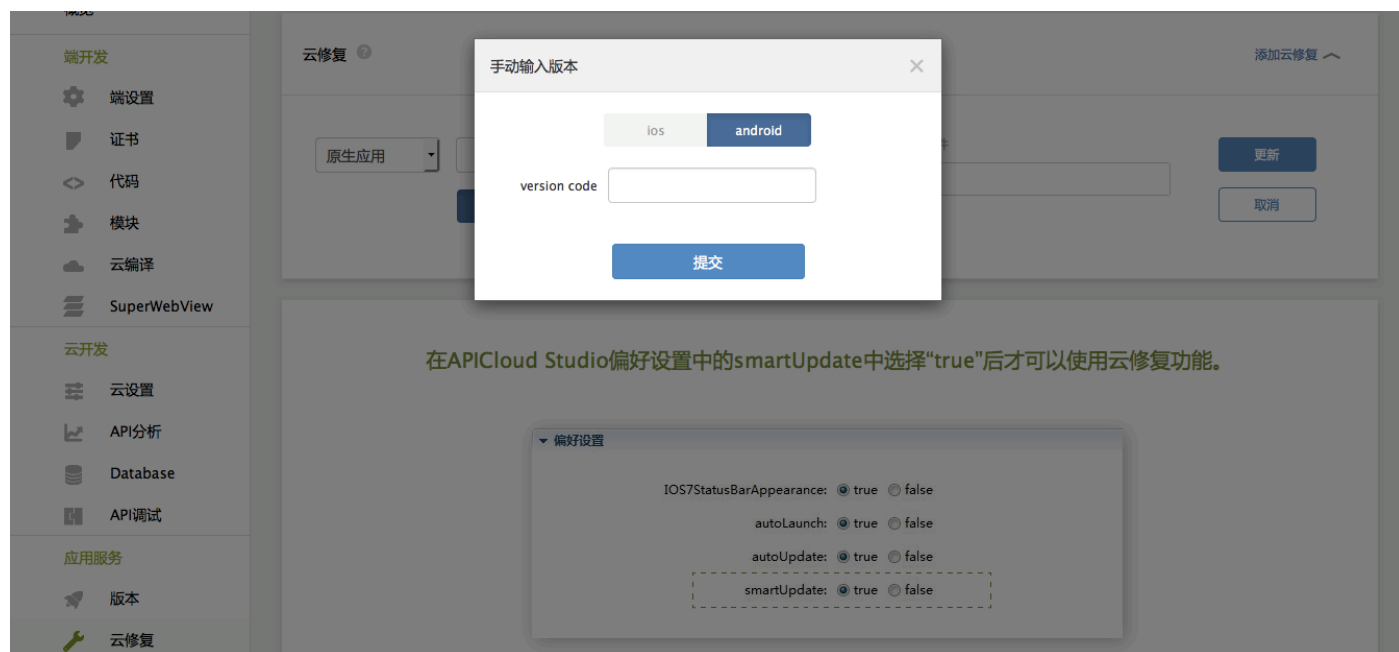 概览
端开发
端设置
证书
代码
模块
云编译
SuperWebView
云开发
云设置
API分析
Database
API调试
应用服务
版本
云修复
云修复 ?
添加云修复
原生应用
件
更新
取消
手动输入版本
ios
android
version code
提交
在APICloud Studio偏好设置中的smartUpdate中选择“true”后才可以使用云修复功能。
偏好设置
IOS7StatusBarAppearance: true false
autoLaunch: true false
autoUpdate: true false
smartUpdate: true false